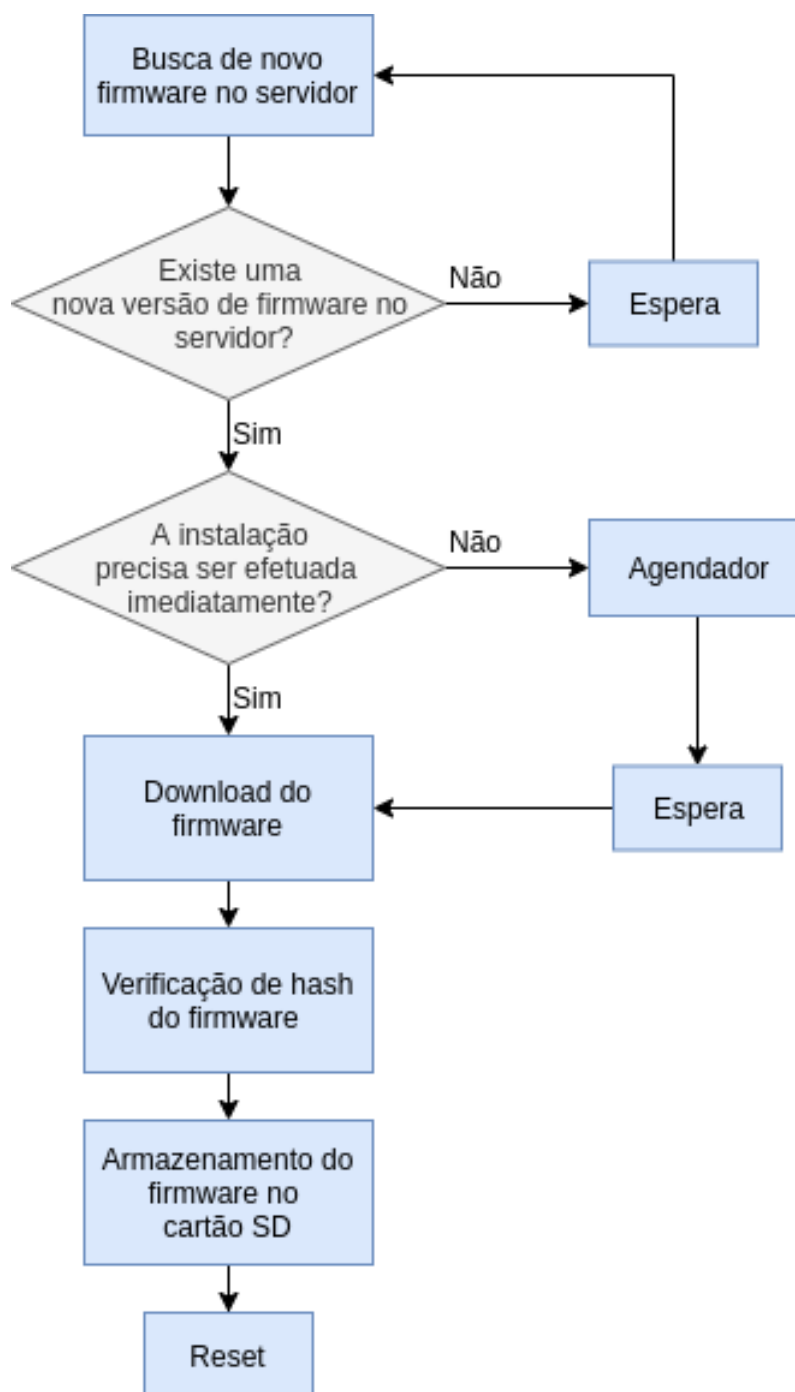 Busca de novo
firmware no servidor
Existe uma
nova versão de firmware no
servidor?
Não
Espera
Sim
A instalação
precisa ser efetuada
imediatamente?
Não
Agendador
Sim
Download do
firmware
Espera
Verificação de hash
do firmware
Armazenamento do
firmware no
cartão SD
Reset